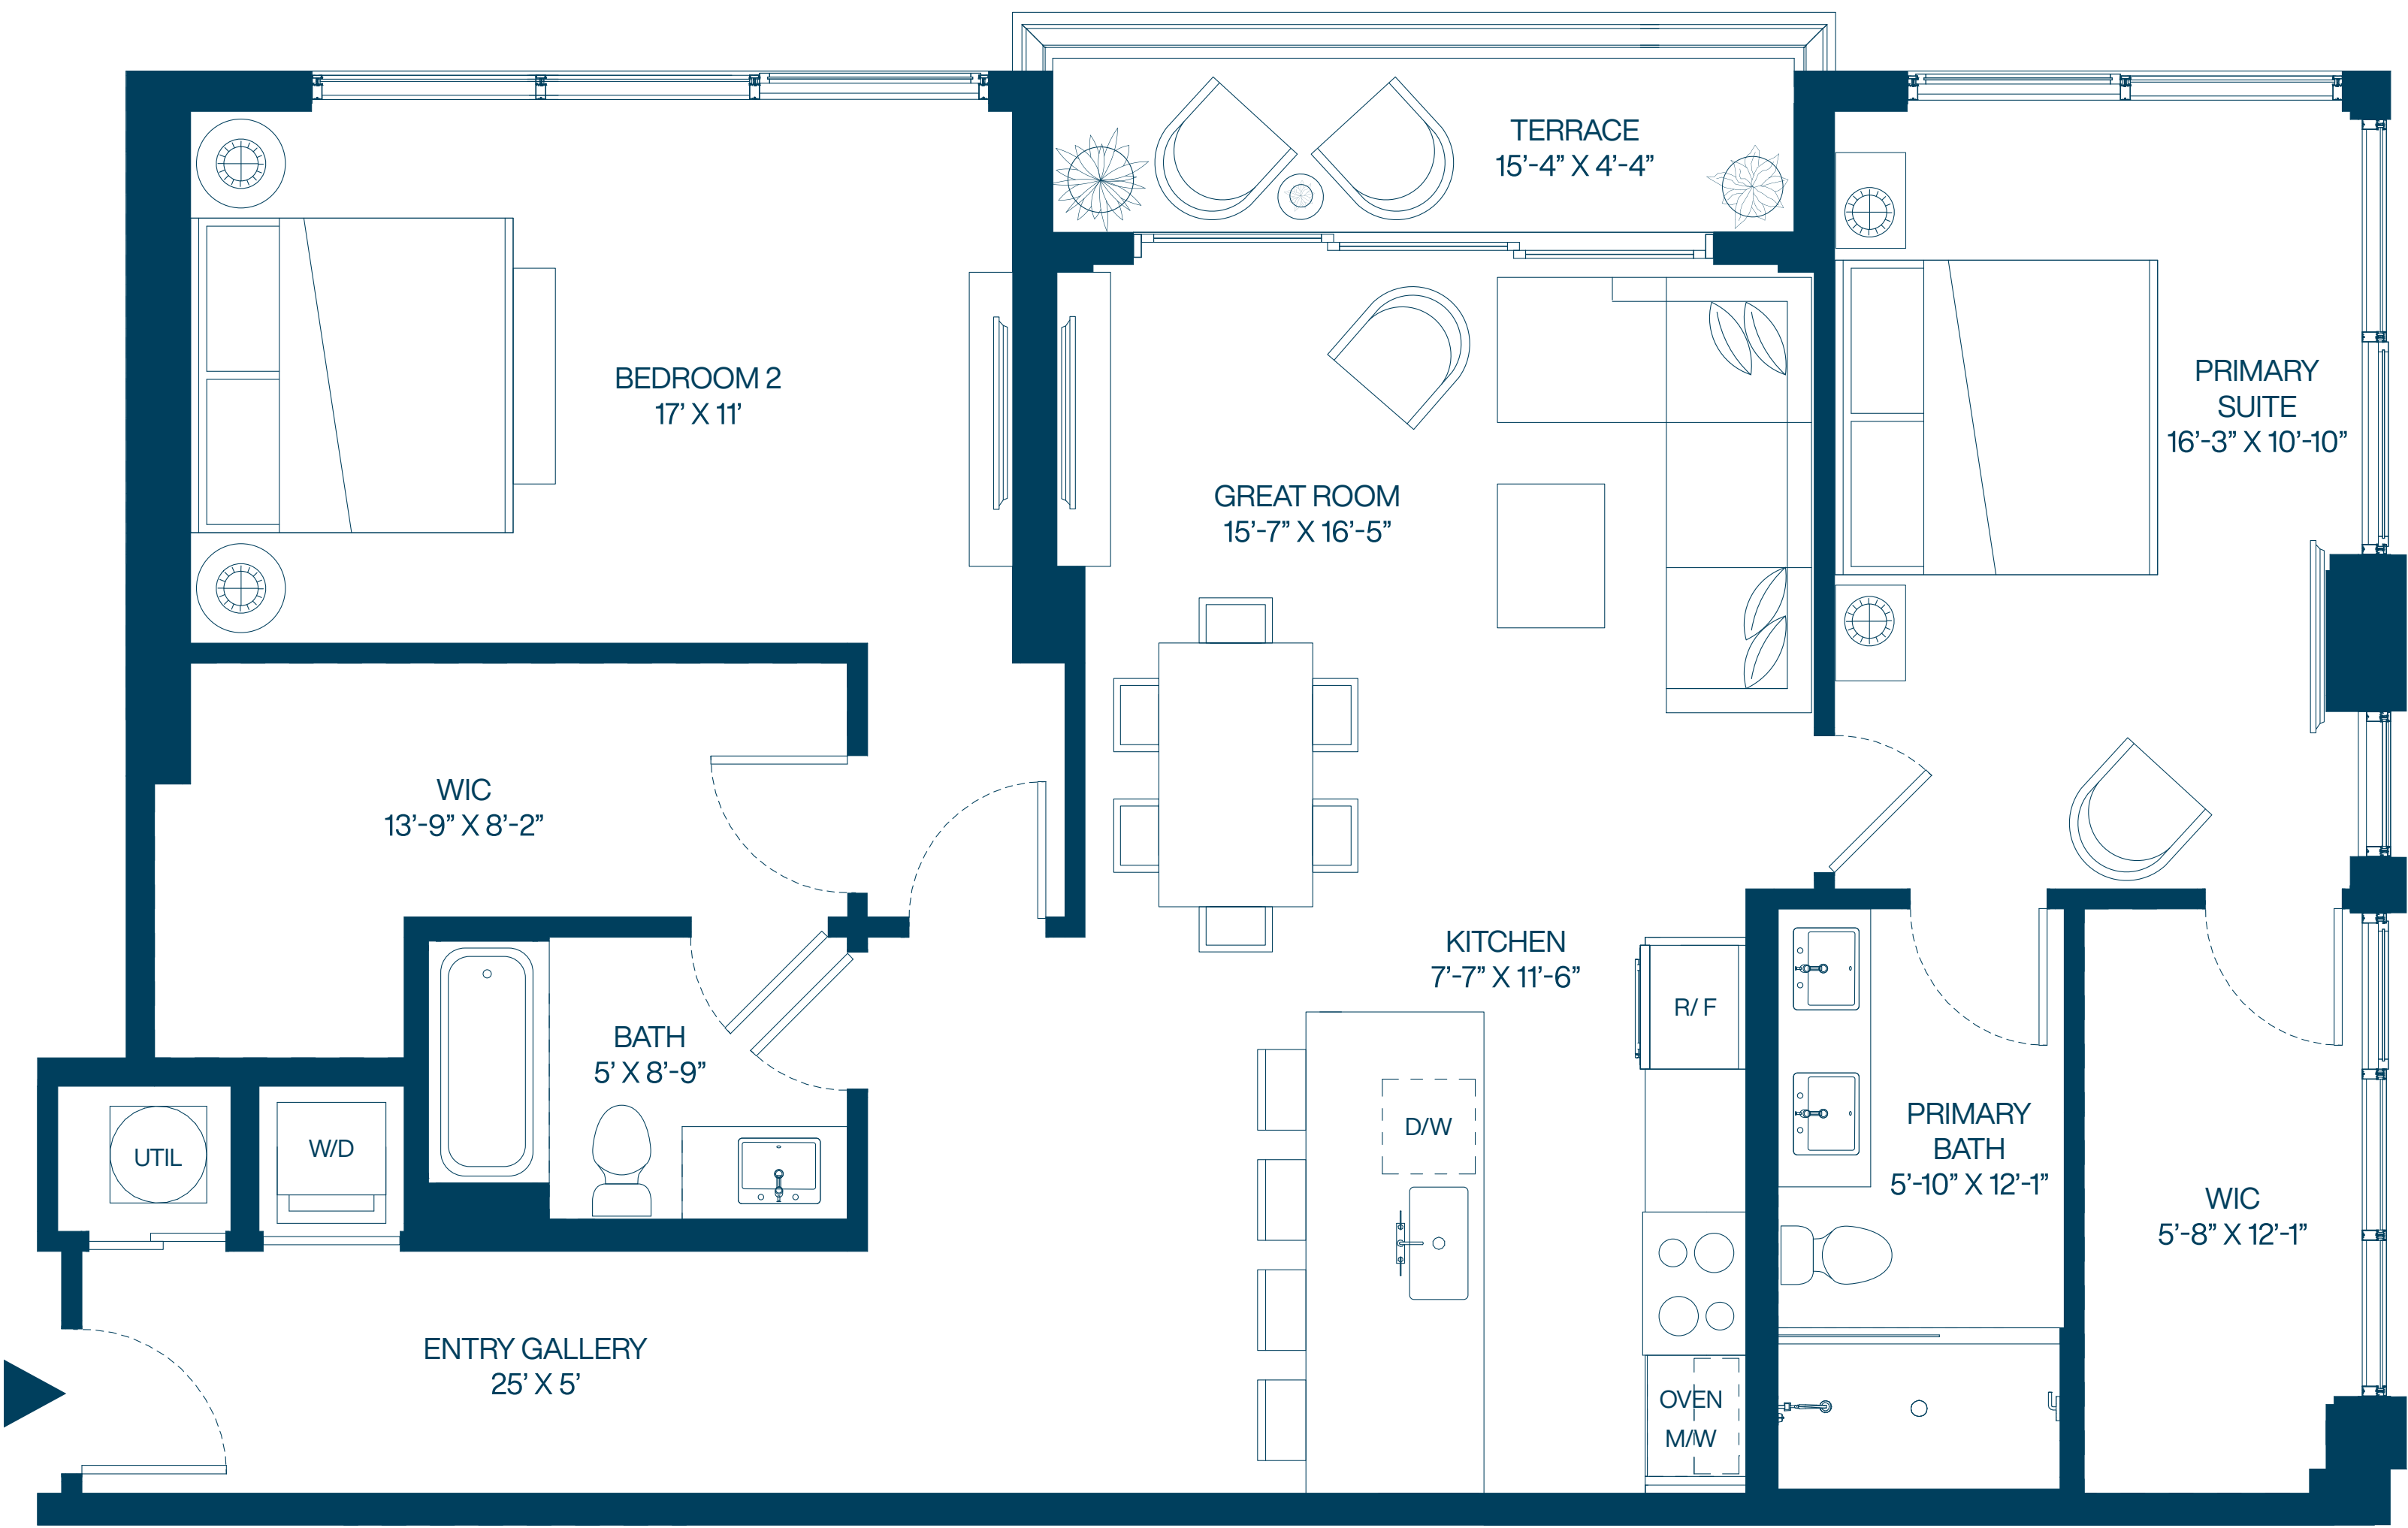 TERRACE
15’-4” X 4’-4”
BEDROOM 2
17’ X 11’
PRIMARY
SUITE
16’-3” X 10’-10”
GREAT ROOM
15’-7” X 16’-5”
WIC
13’-9” X 8’-2”
KITCHEN
7’-7” X 11’-6”
R/ F
BATH
5’ X 8’-9”
D/W
PRIMARY
BATH
5’-10” X 12’-1”
UTIL
W/D
WIC
5’-8” X 12’-1”
ENTRY GALLERY
25’ X 5’
OVEN
M/W